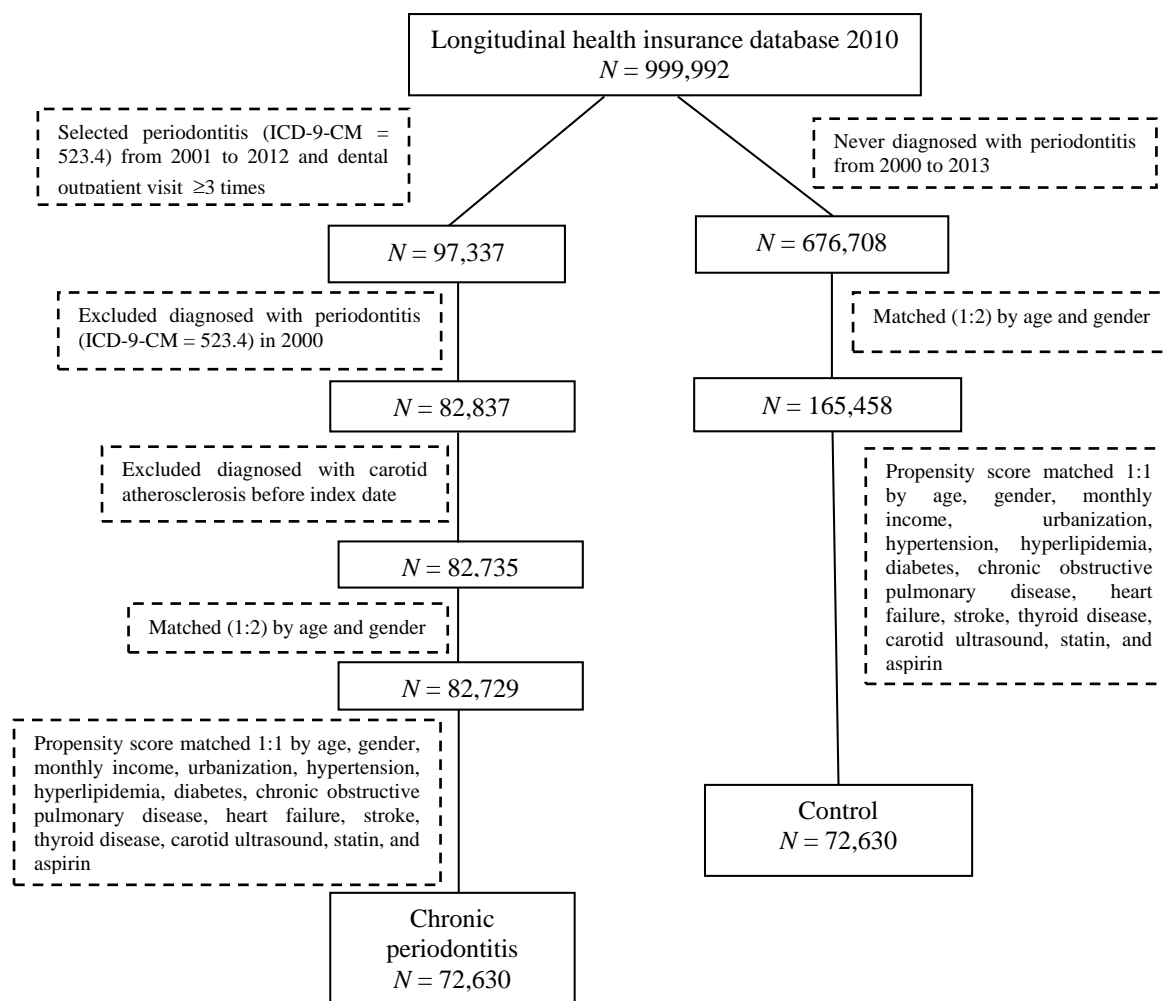 Longitudinal health insurance database 2010
N = 999,992
Selected periodontitis (ICD-9-CM =
523.4) from 2001 to 2012 and dental
outpatient visit ≥3 times
Never diagnosed with periodontitis
from 2000 to 2013
N = 97,337
N = 676,708
Excluded diagnosed with periodontitis
(ICD-9-CM = 523.4) in 2000
Matched (1:2) by age and gender
N = 82,837
N = 165,458
Excluded diagnosed with carotid
atherosclerosis before index date
Propensity score matched 1:1
by age, gender, monthly
income, urbanization,
hypertension, hyperlipidemia,
diabetes, chronic obstructive
pulmonary disease, heart
failure, stroke, thyroid disease,
carotid ultrasound, statin, and
aspirin
N = 82,735
Matched (1:2) by age and gender
N = 82,729
Propensity score matched 1:1 by age, gender,
monthly income, urbanization, hypertension,
hyperlipidemia, diabetes, chronic obstructive
pulmonary disease, heart failure, stroke,
thyroid disease, carotid ultrasound, statin, and
aspirin
Control
N = 72,630
Chronic
periodontitis
N = 72,630